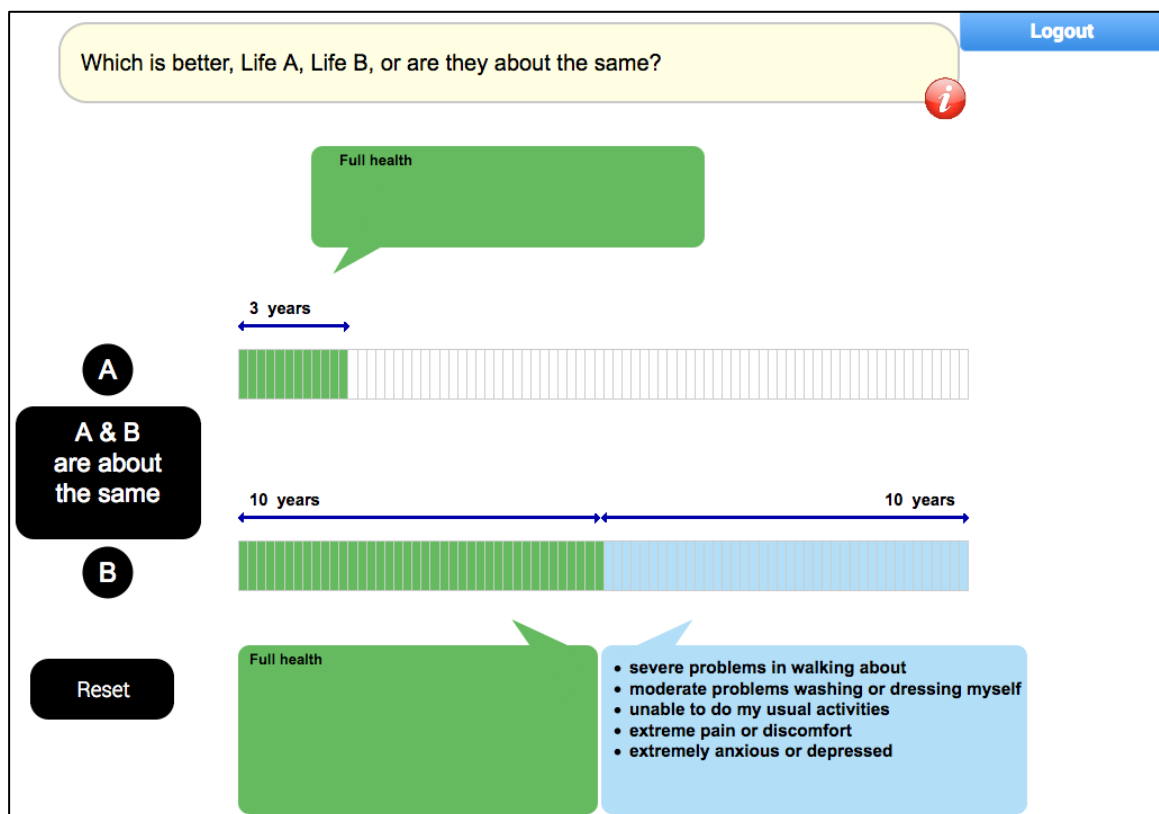 Logout
Which is better, Life A, Life B, or are they about the same?
i
Full health
3 years
A
A & B
are about
the same
10 years
10 years
B
Reset
Full health
• severe problems in walking about
• moderate problems washing or dressing myself
• unable to do my usual activities
• extreme pain or discomfort
• extremely anxious or depressed